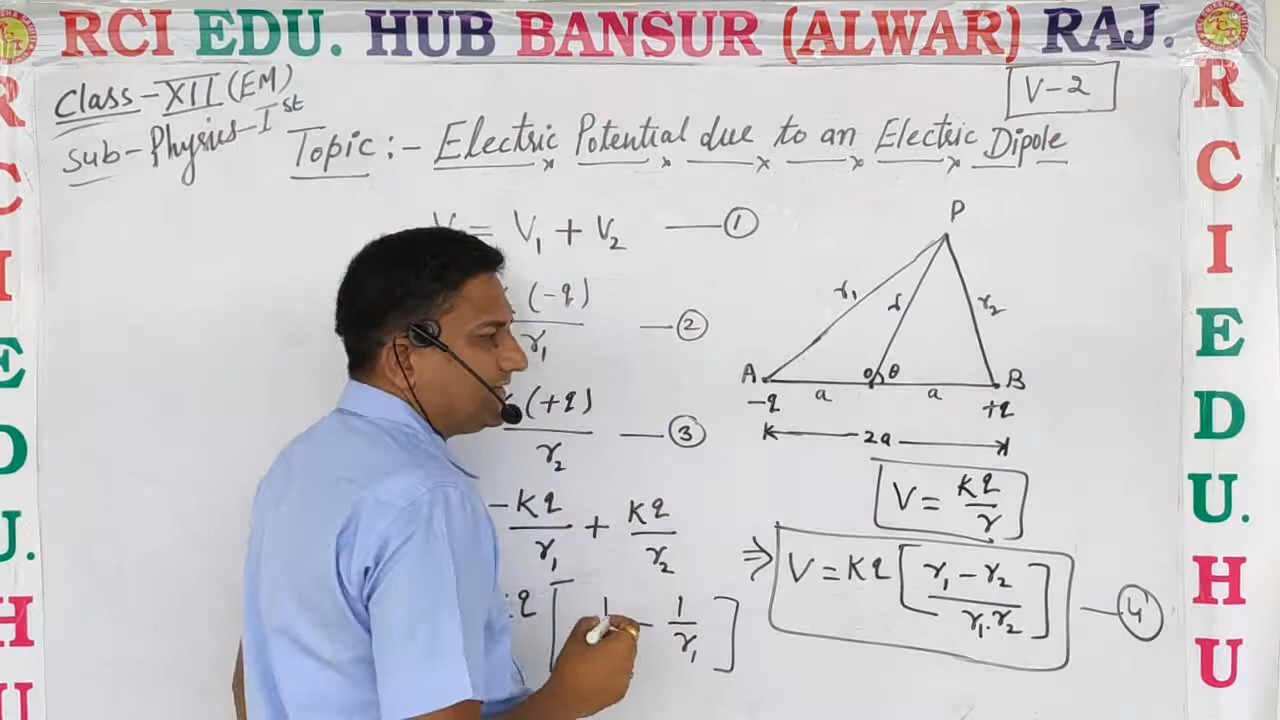 RCI EDU. HUB BANSUR (ALWAR) RAJ.
Class-XII (EM)
Sub-Physics-Ist
V-2
Topic:- Electric Potential due to an Electric Dipole
V = V₁ + V₂ —①
(-q)
r₁ —②
(+q)
r₂ —③
-Kq/r₁ + Kq/r₂
q [1 - 1/r₁]
P
r₁ r r₂
A O θ B
-q a a +q
2a
V = Kq/r
⇒ V = Kq [r₁ - r₂ / r₁.r₂] —④
R C I E D U. H U
R C I E D U. H U